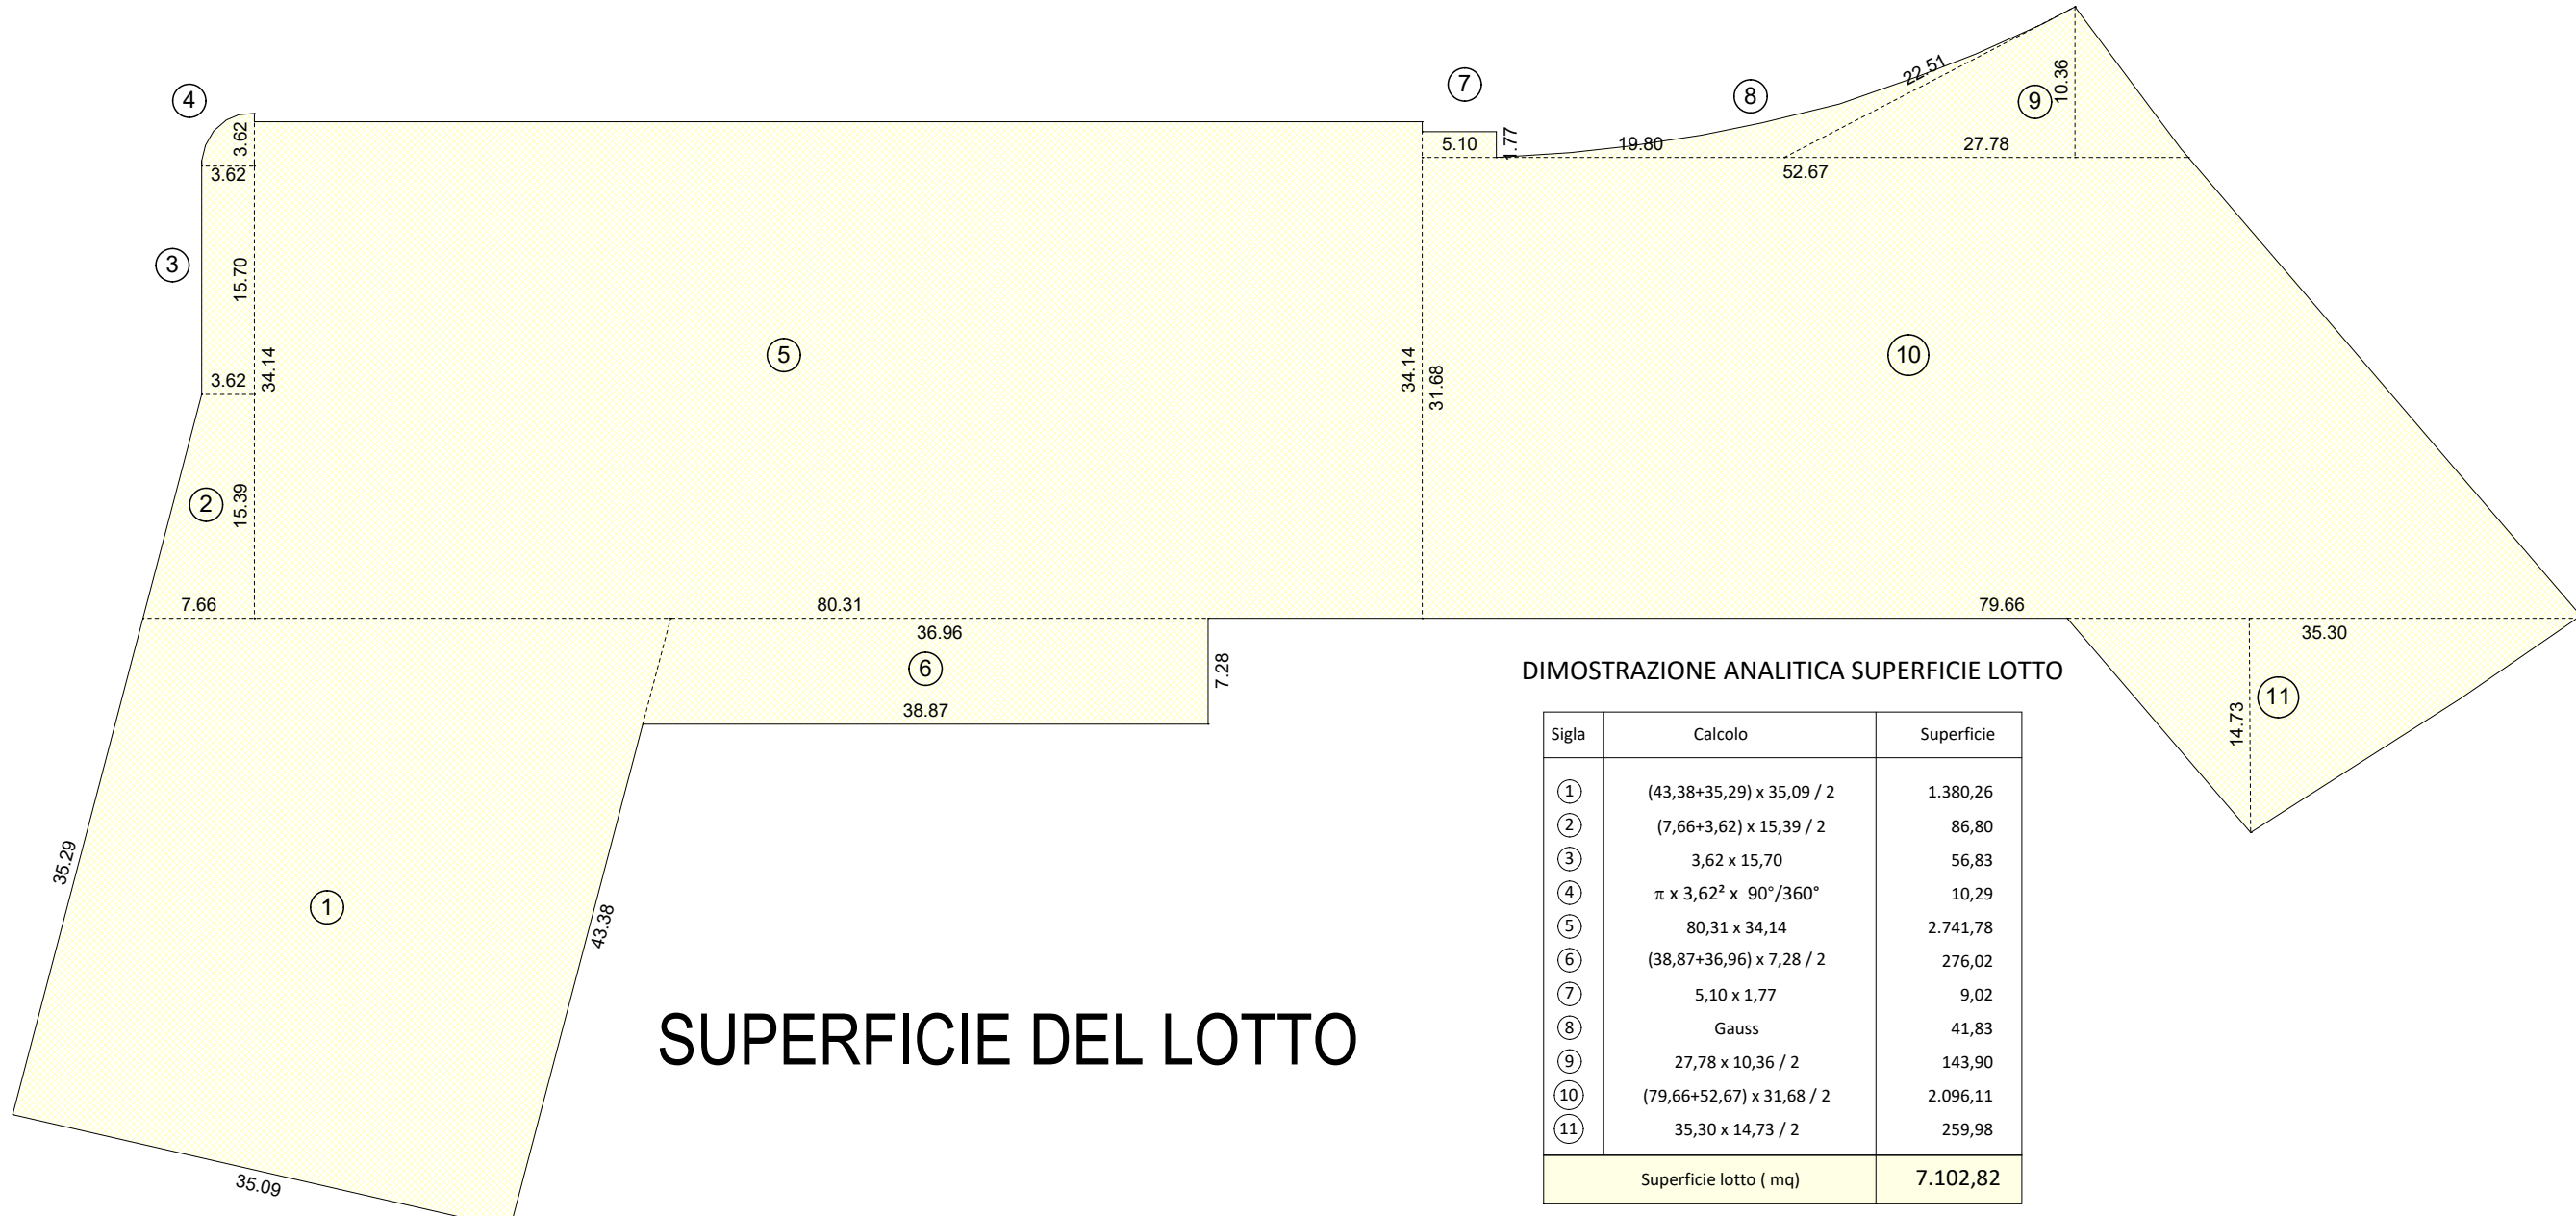 4
7
8
9
22.51
10.36
3.62
5.10
1.77
19.80
27.78
3.62
52.67
3
15.70
5
10
34.14
34.14
31.68
3.62
2
15.39
7.66
80.31
79.66
36.96
35.30
6
7.28
11
38.87
14.73
35.29
1
43.38
35.09
SUPERFICIE DEL LOTTO
DIMOSTRAZIONE ANALITICA SUPERFICIE LOTTO
Sigla Calcolo Superficie
1 (43,38+35,29) x 35,09 / 2 1.380,26
2 (7,66+3,62) x 15,39 / 2 86,80
3 3,62 x 15,70 56,83
4 π x 3,62² x 90°/360° 10,29
5 80,31 x 34,14 2.741,78
6 (38,87+36,96) x 7,28 / 2 276,02
7 5,10 x 1,77 9,02
8 Gauss 41,83
9 27,78 x 10,36 / 2 143,90
10 (79,66+52,67) x 31,68 / 2 2.096,11
11 35,30 x 14,73 / 2 259,98
Superficie lotto ( mq) 7.102,82